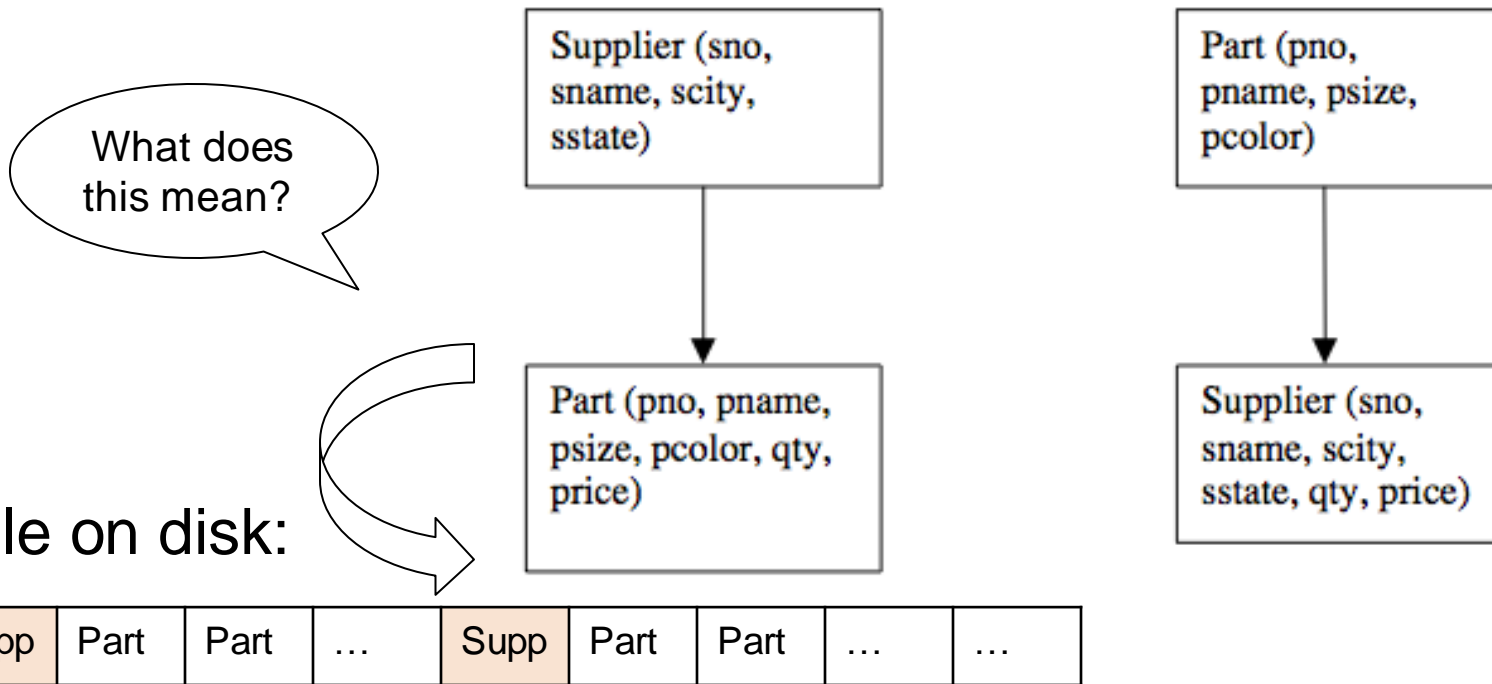 What does
this mean?
Supplier (sno,
sname, scity,
sstate)
Part (pno,
pname, psize,
pcolor)
Part (pno, pname,
psize, pcolor, qty,
price)
Supplier (sno,
sname, scity,
sstate, qty, price)
le on disk:
pp Part Part … Supp Part Part … …